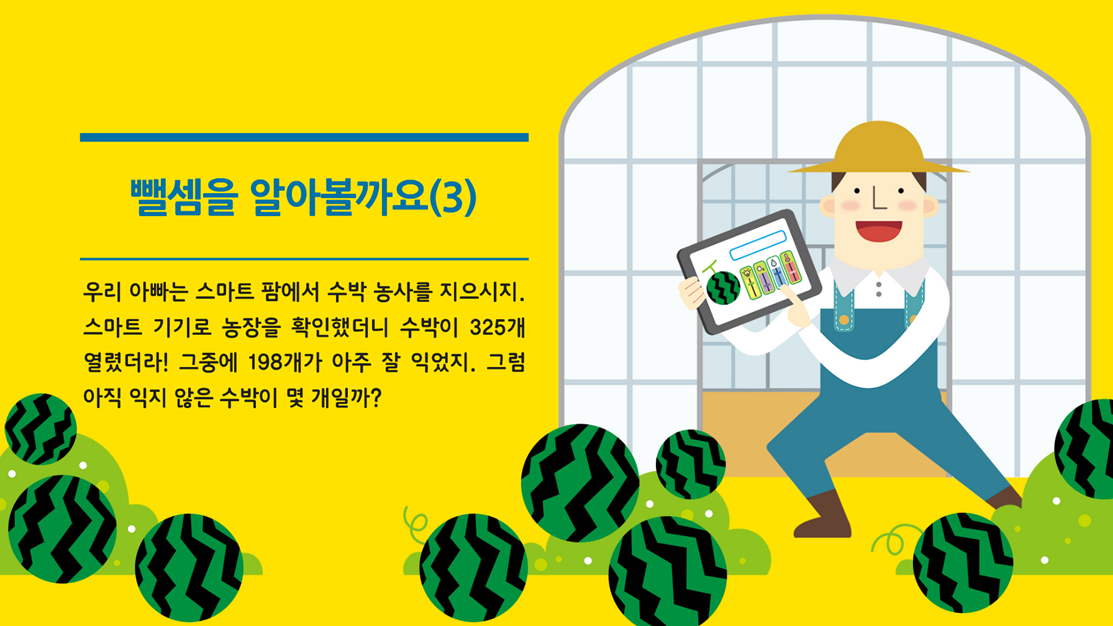 뺄셈을 알아볼까요(3)
우리 아빠는 스마트 팜에서 수박 농사를 지으시지.
스마트 기기로 농장을 확인했더니 수박이 325개
열렸더라! 그중에 198개가 아주 잘 익었지. 그럼
아직 익지 않은 수박이 몇 개일까?